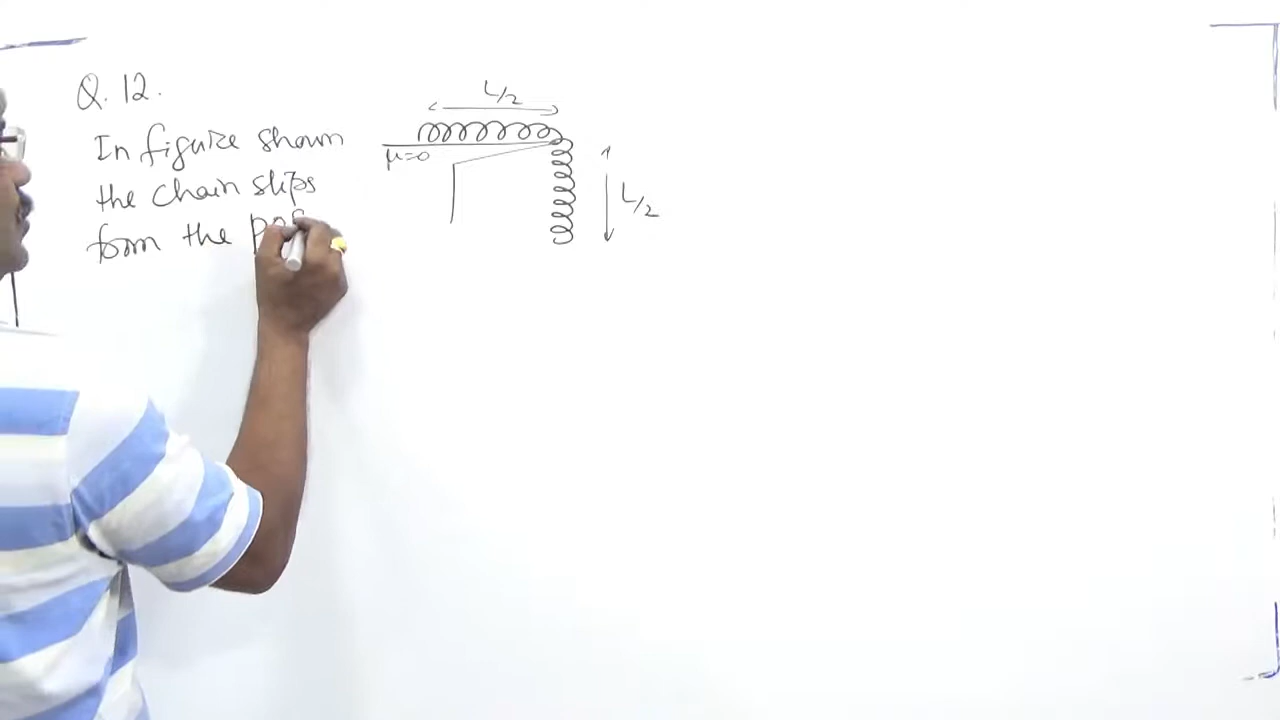 Q. 12.
In figure shown
the chain slips
form the pos
L/2
μ=0
L/2